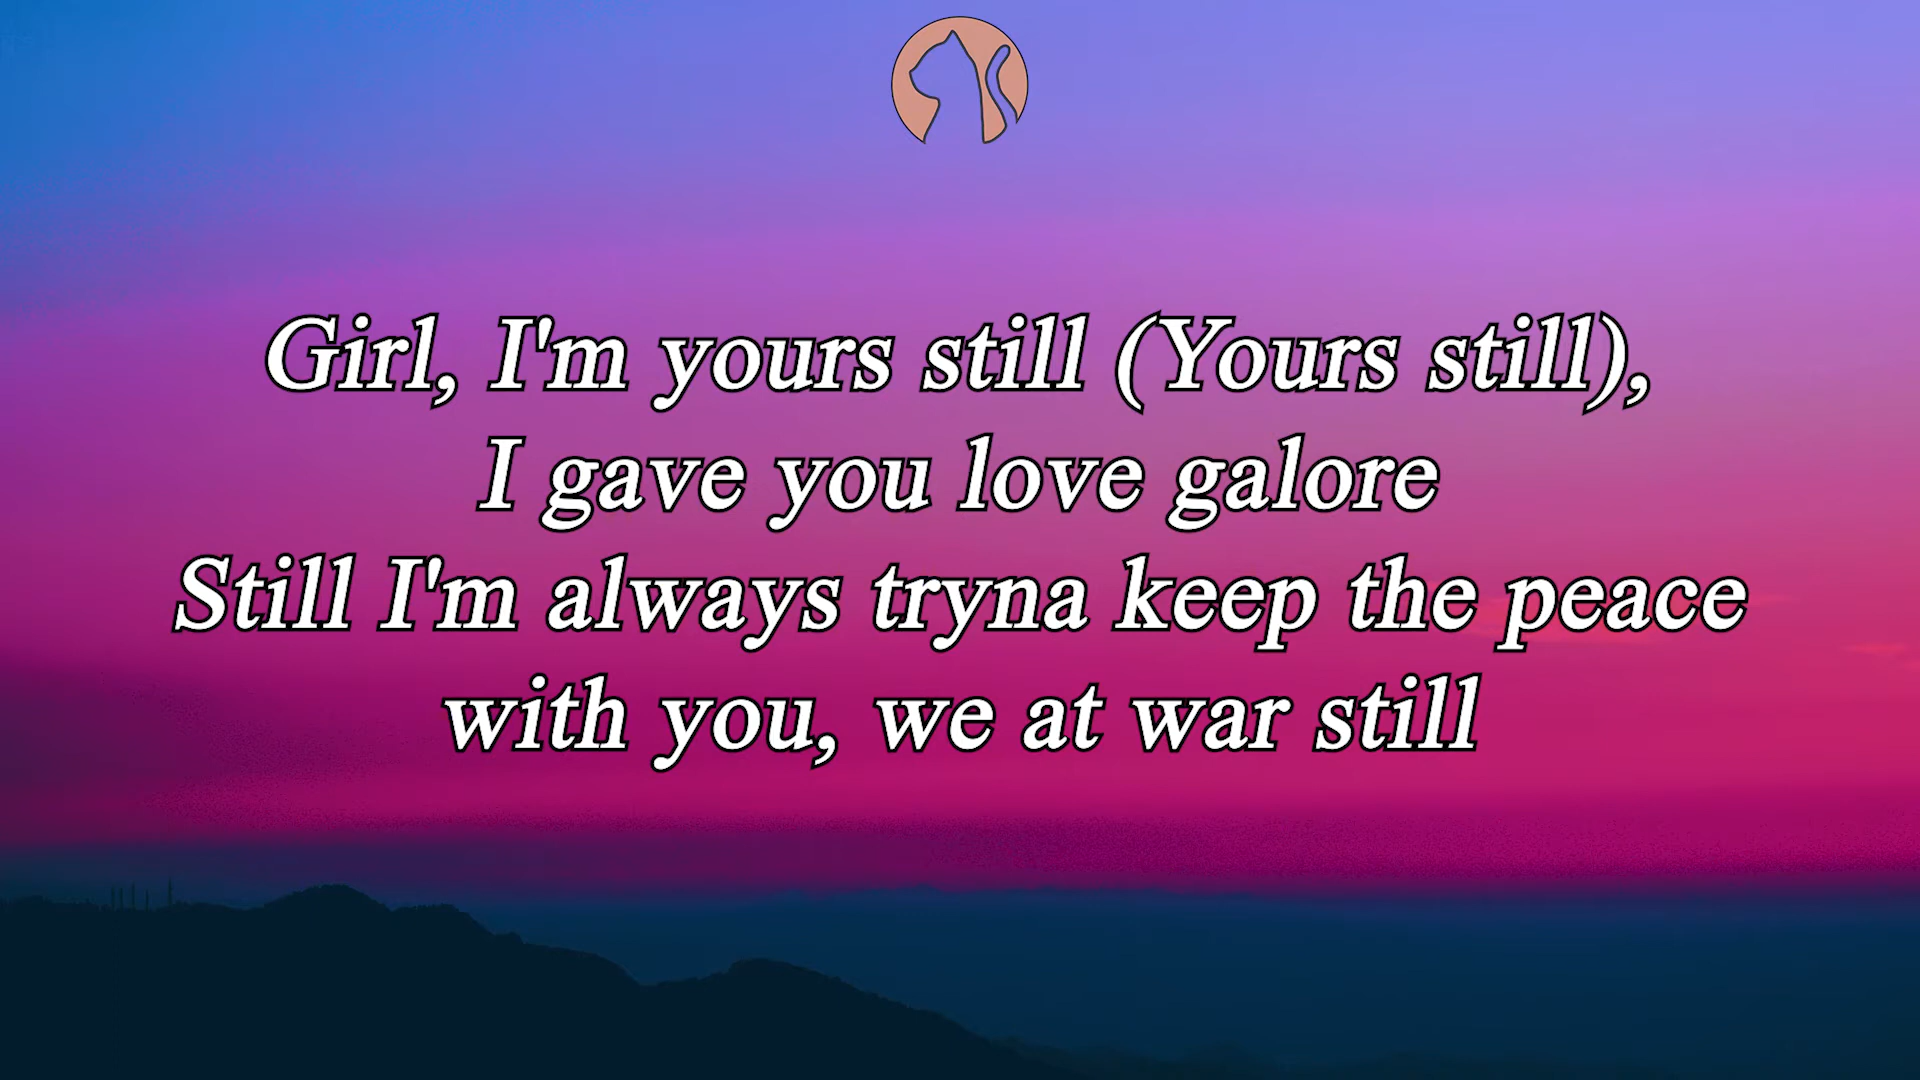 Girl, I'm yours still (Yours still),
I gave you love galore
Still I'm always tryna keep the peace
with you, we at war still